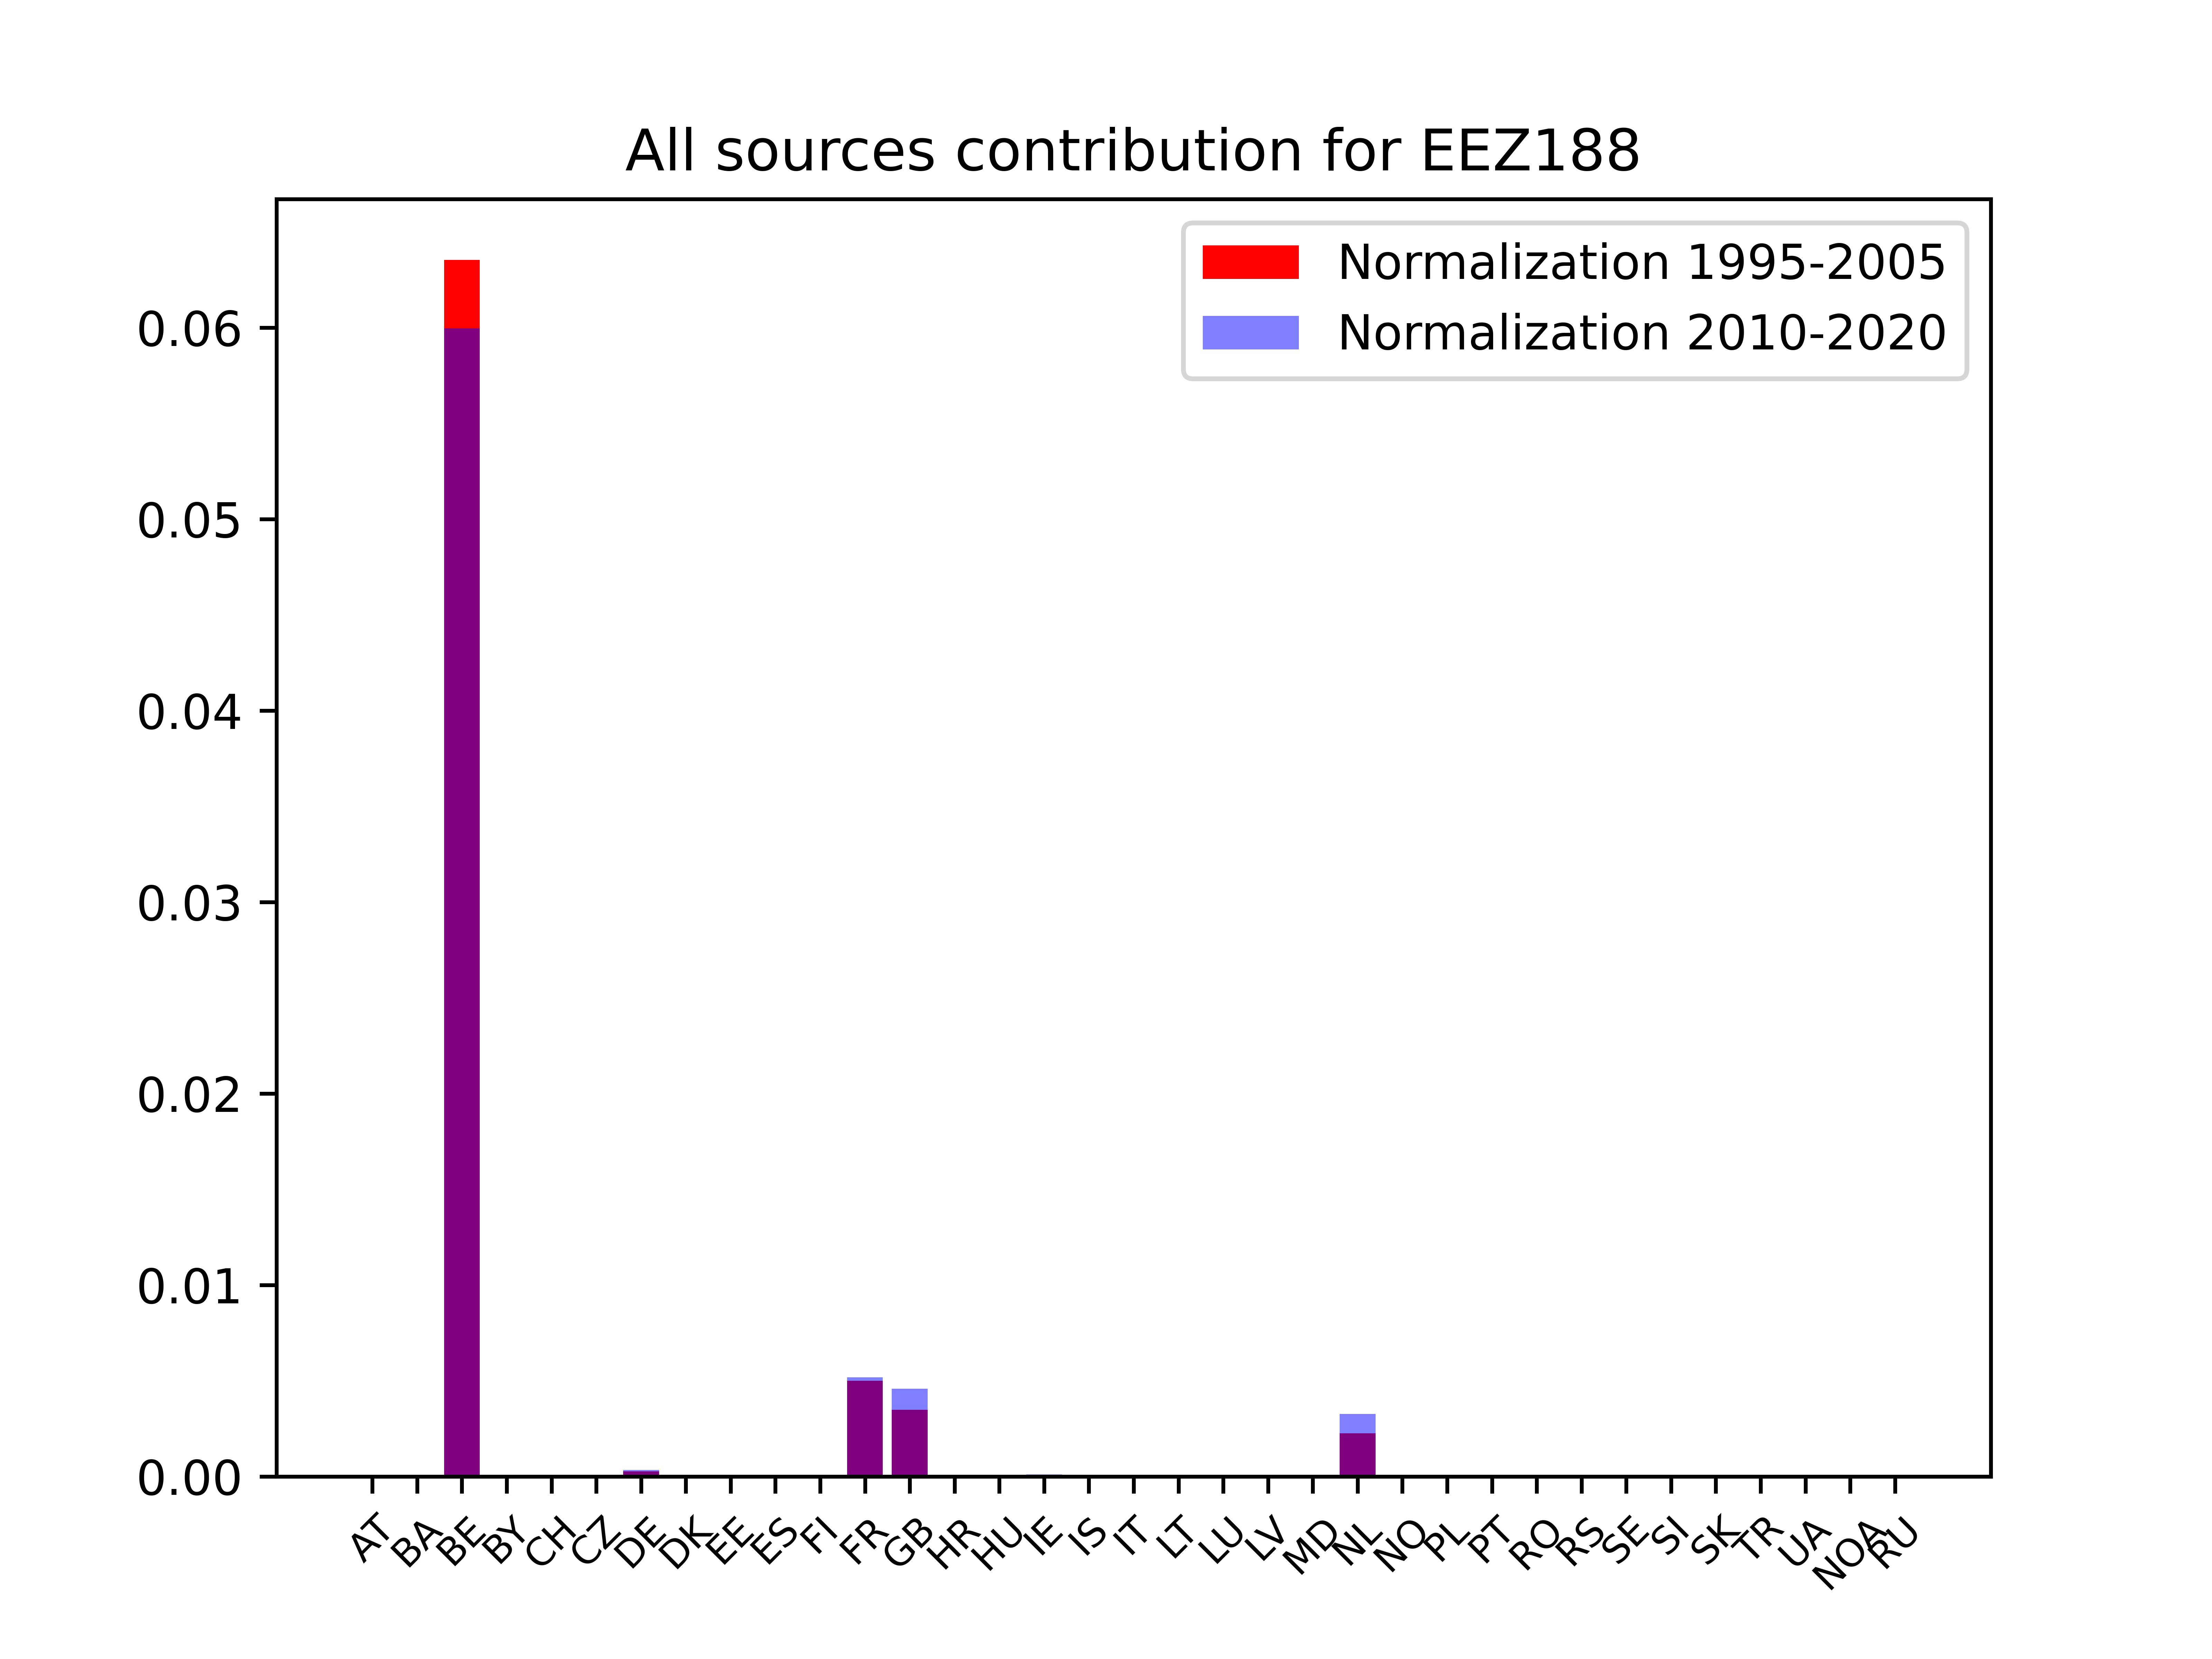 All sources contribution for EEZ188
Normalization 1995-2005
Normalization 2010-2020
0.06
0.05
0.04
0.03
0.02
0.01
0.00
AT BA BE BY CH CZ DE DK EE ES FI FR GB HR HU IE IS IT LT LU LV MD NL NO PL PT RO RS SE SI SK TR UA NOA RU